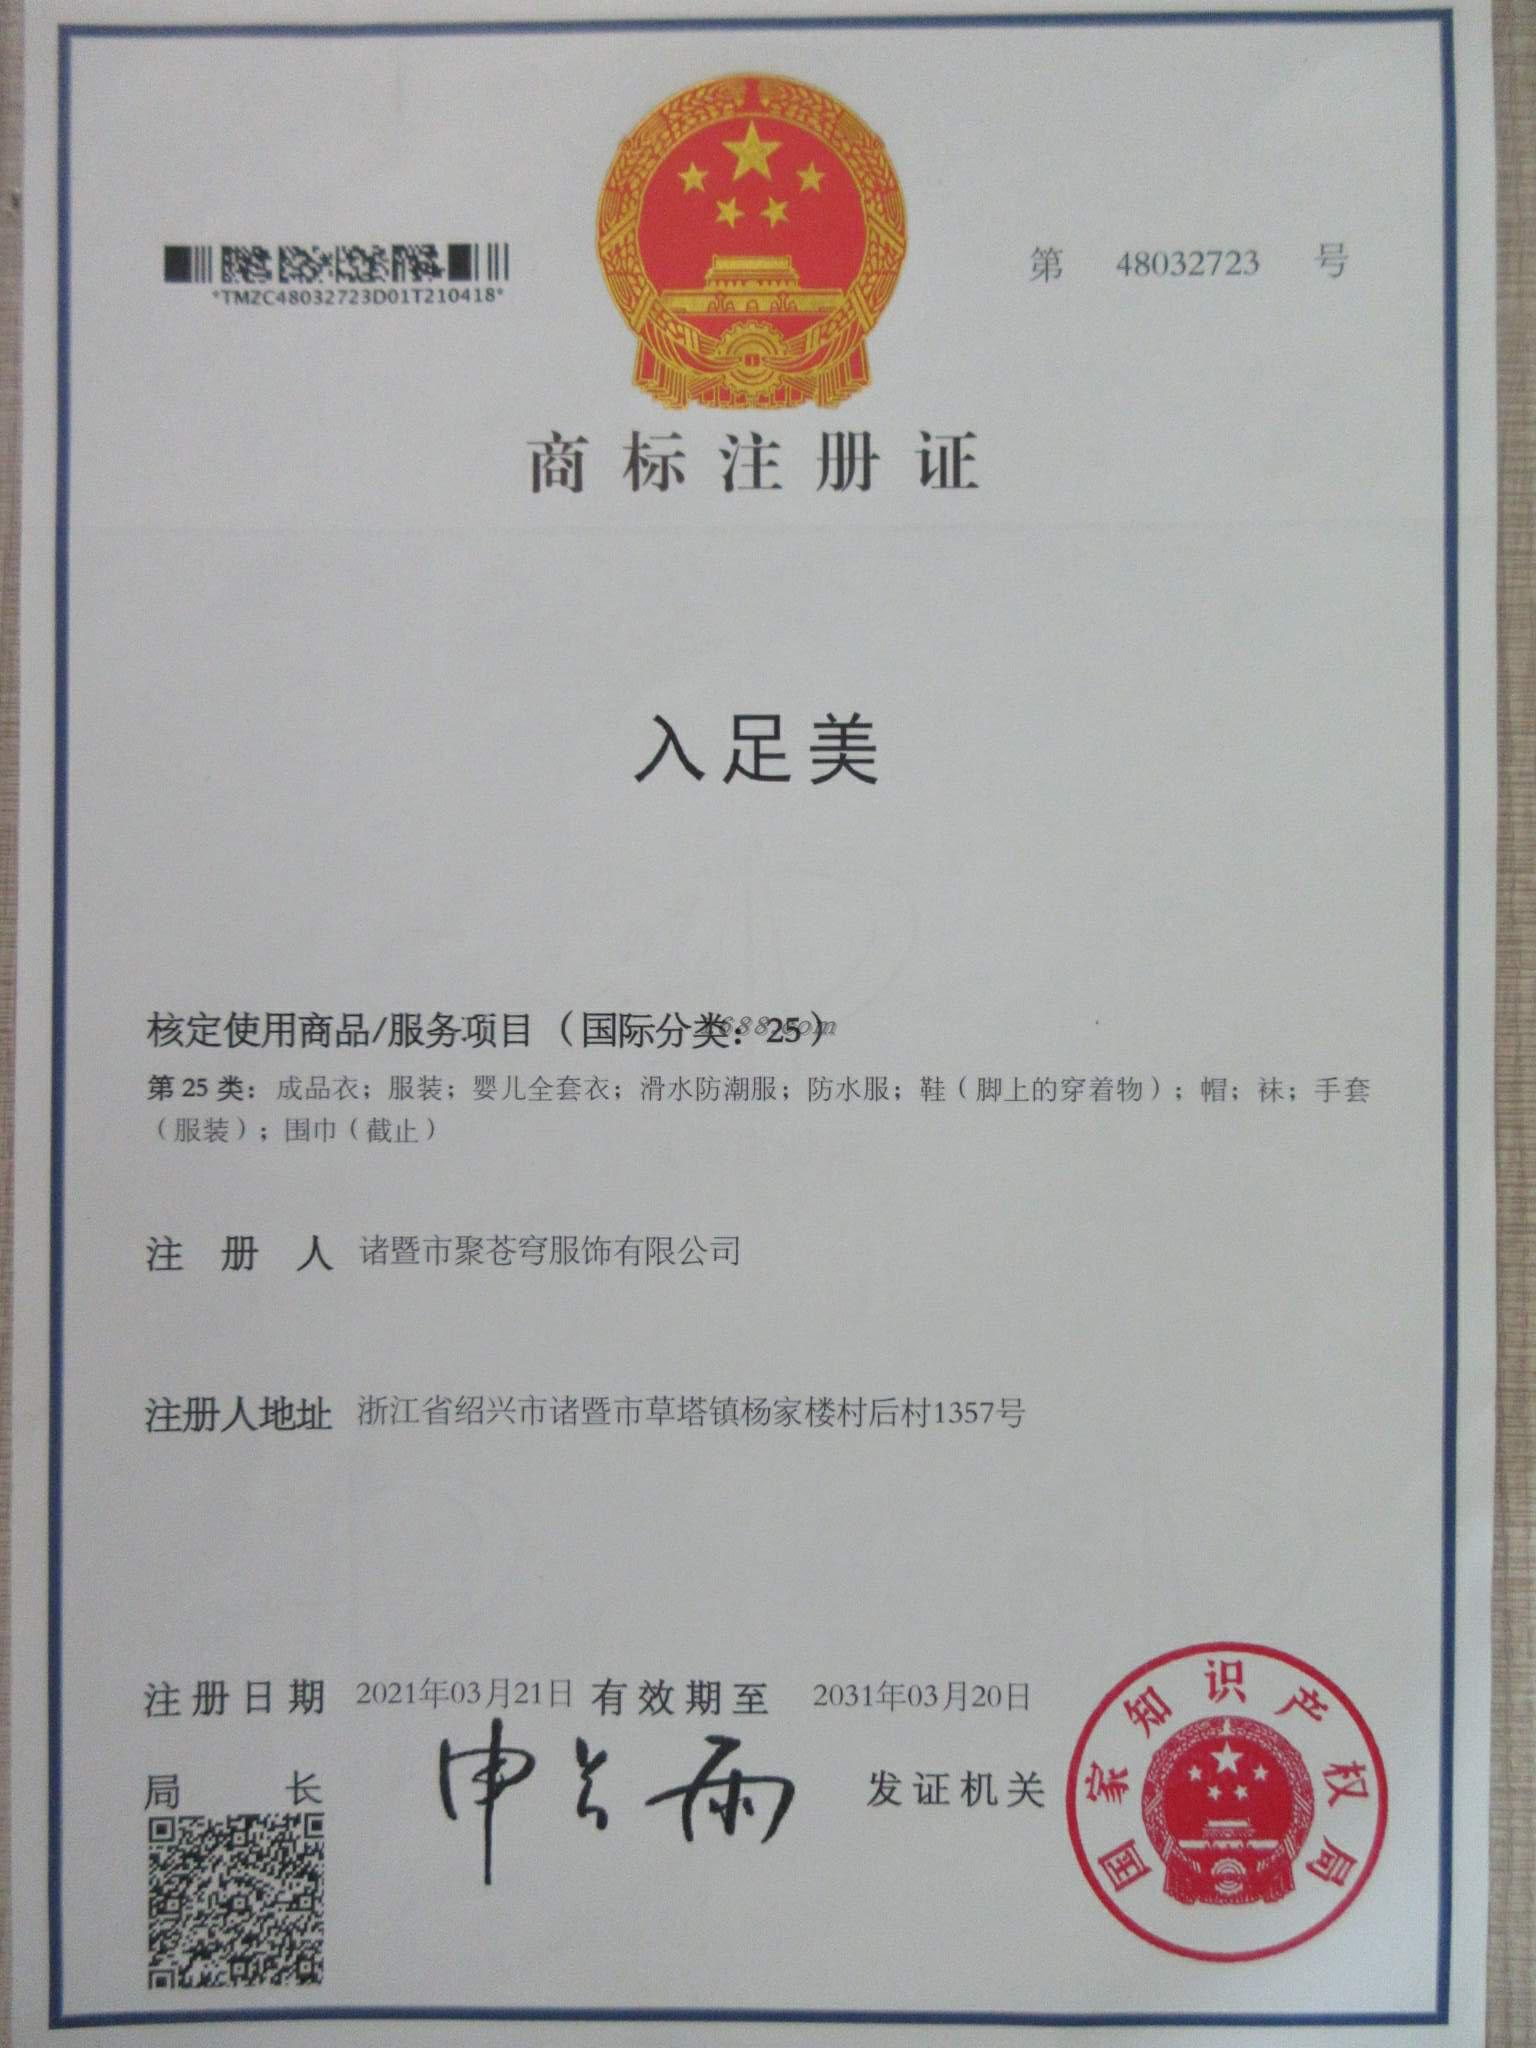 *TMZC48032723D01T210418*
第 48032723 号
商标注册证
入足美
核定使用商品/服务项目（国际分类：25）
1688.com
第25类：成品衣；服装；婴儿全套衣；滑水防潮服；防水服；鞋（脚上的穿着物）；帽；袜；手套
（服装）；围巾（截止）
注册人 诸暨市聚苍穹服饰有限公司
注册人地址 浙江省绍兴市诸暨市草塔镇杨家楼村后村1357号
注册日期 2021年03月21日 有效期至 2031年03月20日
局长 申长雨 发证机关
国家知识产权局